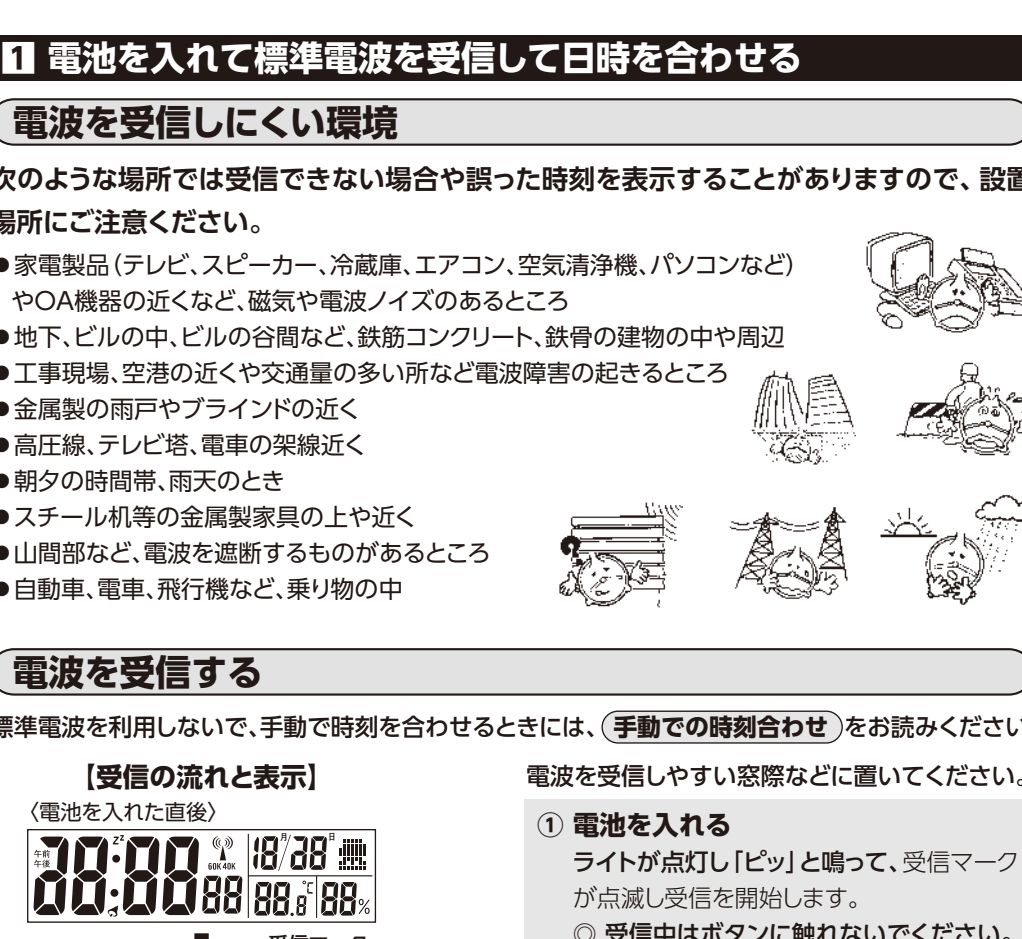 1 電池を入れて標準電波を受信して日時を合わせる
電波を受信しにくい環境
次のような場所では受信できない場合や誤った時刻を表示することがありますので、設置
場所にご注意ください。
●家電製品(テレビ、スピーカー、冷蔵庫、エアコン、空気清浄機、パソコンなど)
やOA機器の近くなど、磁気や電波ノイズのあるところ
●地下、ビルの中、ビルの谷間など、鉄筋コンクリート、鉄骨の建物の中や周辺
●工事現場、空港の近くや交通量の多い所など電波障害の起きるところ
●金属製の雨戸やブラインドの近く
●高圧線、テレビ塔、電車の架線近く
●朝夕の時間帯、雨天のとき
●スチール机等の金属製家具の上や近く
●山間部など、電波を遮断するものがあるところ
●自動車、電車、飛行機など、乗り物の中
電波を受信する
標準電波を利用しないで、手動で時刻を合わせるときには、(手動での時刻合わせ)をお読みください
【受信の流れと表示】
〈電池を入れた直後〉
午前
午後
38:88 88
zz
60K 40K
18月/38日
88.8℃
88%
受信マーク
電波を受信しやすい窓際などに置いてください。
① 電池を入れる
ライトが点灯し「ピッ」と鳴って、受信マーク
が点滅し受信を開始します。
◎ 受信中はボタンに触れないでください。